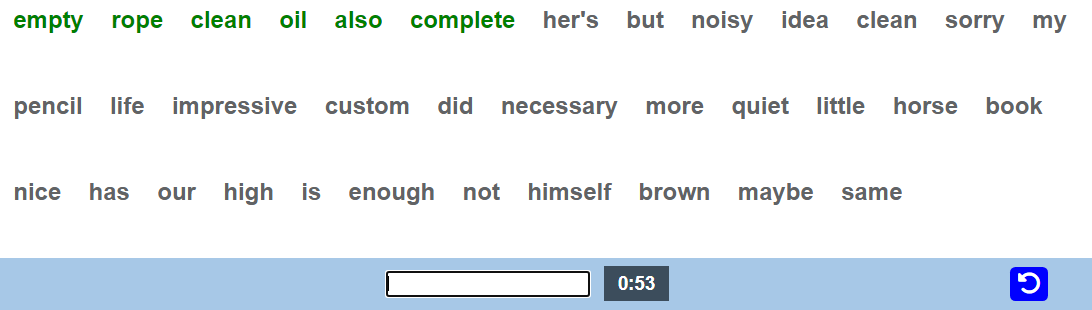 empty rope clean oil also complete her's but noisy idea clean sorry my
pencil life impressive custom did necessary more quiet little horse book
nice has our high is enough not himself brown maybe same
0:53